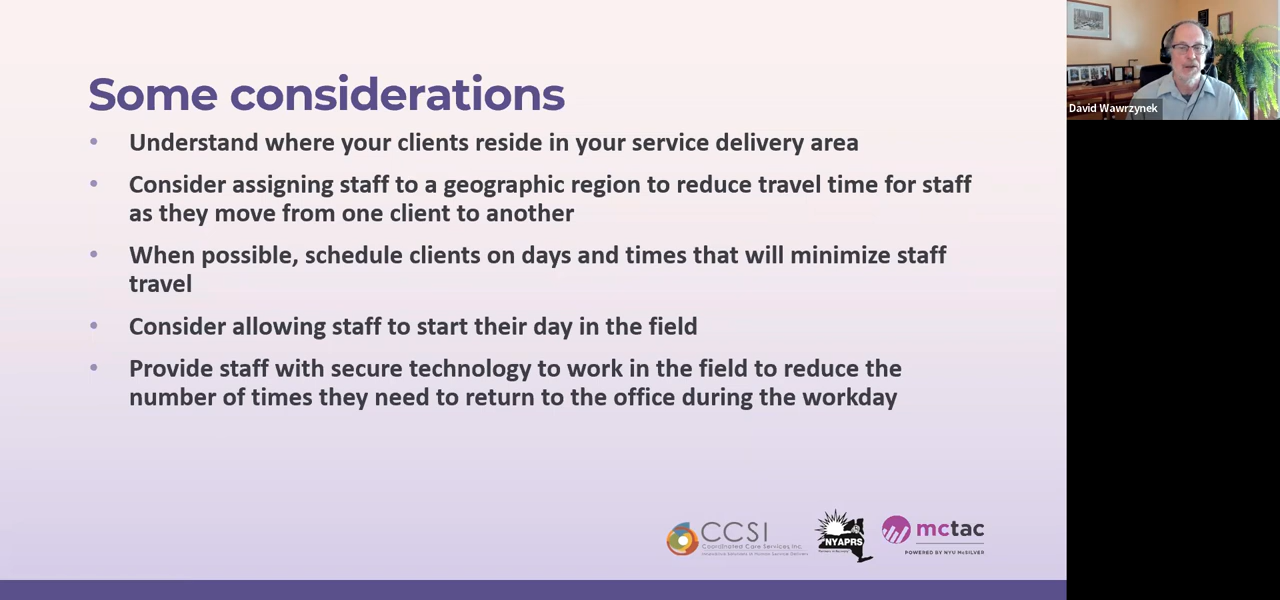 Some considerations
• Understand where your clients reside in your service delivery area
• Consider assigning staff to a geographic region to reduce travel time for staff
as they move from one client to another
• When possible, schedule clients on days and times that will minimize staff
travel
• Consider allowing staff to start their day in the field
• Provide staff with secure technology to work in the field to reduce the
number of times they need to return to the office during the workday
David Wawrzynek
CCSI
Coordinated Care Services, Inc.
NYAPRS
mctac
POWERED BY NYU McSILVER